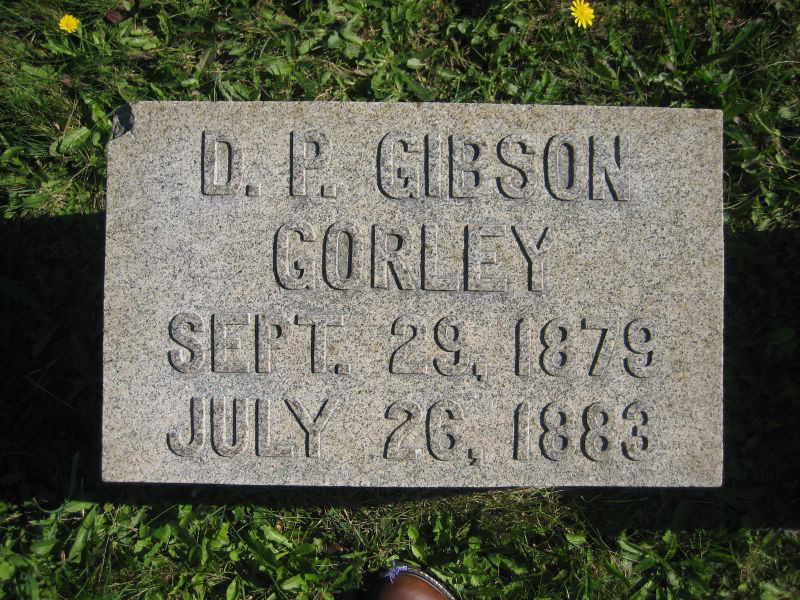 D. P. GIBSON
GORLEY
SEPT. 29, 1879
JULY 26, 1883